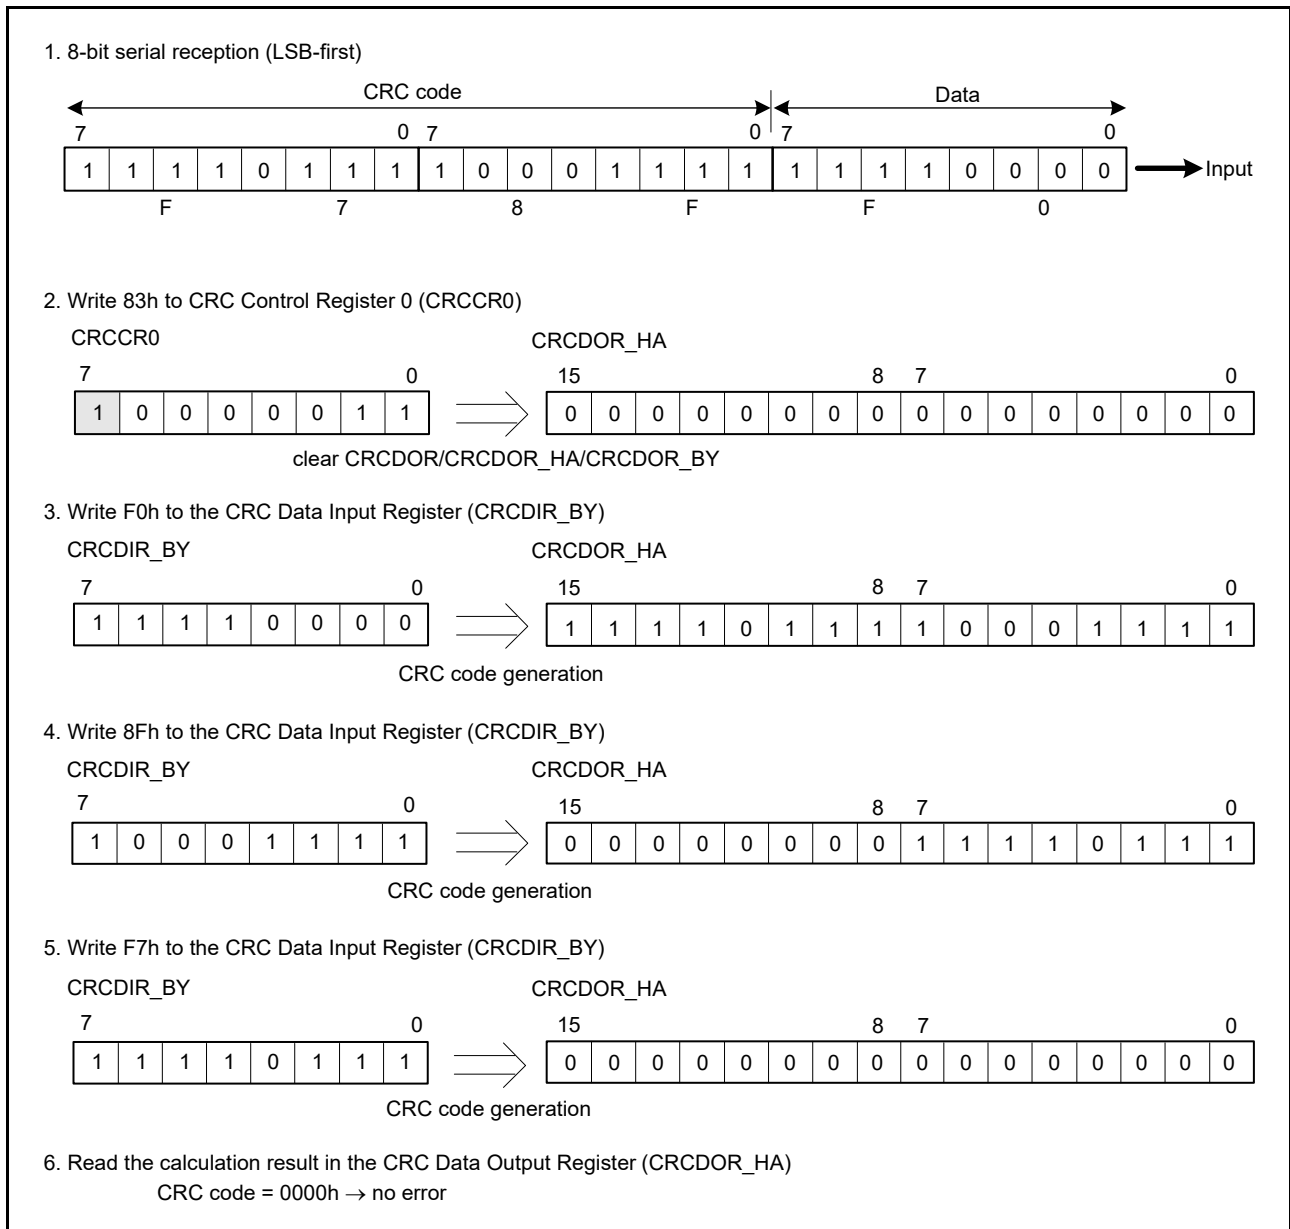 1. 8-bit serial reception (LSB-first)
CRC code Data
7 0 7 0 7 0
1 1 1 1 0 1 1 1 1 0 0 0 1 1 1 1 1 1 1 1 0 0 0 0 Input
F 7 8 F F 0
2. Write 83h to CRC Control Register 0 (CRCCR0)
CRCCR0 CRCDOR_HA
7 0 15 8 7 0
1 0 0 0 0 0 1 1 0 0 0 0 0 0 0 0 0 0 0 0 0 0 0 0
clear CRCDOR/CRCDOR_HA/CRCDOR_BY
3. Write F0h to the CRC Data Input Register (CRCDIR_BY)
CRCDIR_BY CRCDOR_HA
7 0 15 8 7 0
1 1 1 1 0 0 0 0 1 1 1 1 0 1 1 1 1 0 0 0 1 1 1 1
CRC code generation
4. Write 8Fh to the CRC Data Input Register (CRCDIR_BY)
CRCDIR_BY CRCDOR_HA
7 0 15 8 7 0
1 0 0 0 1 1 1 1 0 0 0 0 0 0 0 0 1 1 1 1 0 1 1 1
CRC code generation
5. Write F7h to the CRC Data Input Register (CRCDIR_BY)
CRCDIR_BY CRCDOR_HA
7 0 15 8 7 0
1 1 1 1 0 1 1 1 0 0 0 0 0 0 0 0 0 0 0 0 0 0 0 0
CRC code generation
6. Read the calculation result in the CRC Data Output Register (CRCDOR_HA)
CRC code = 0000h → no error